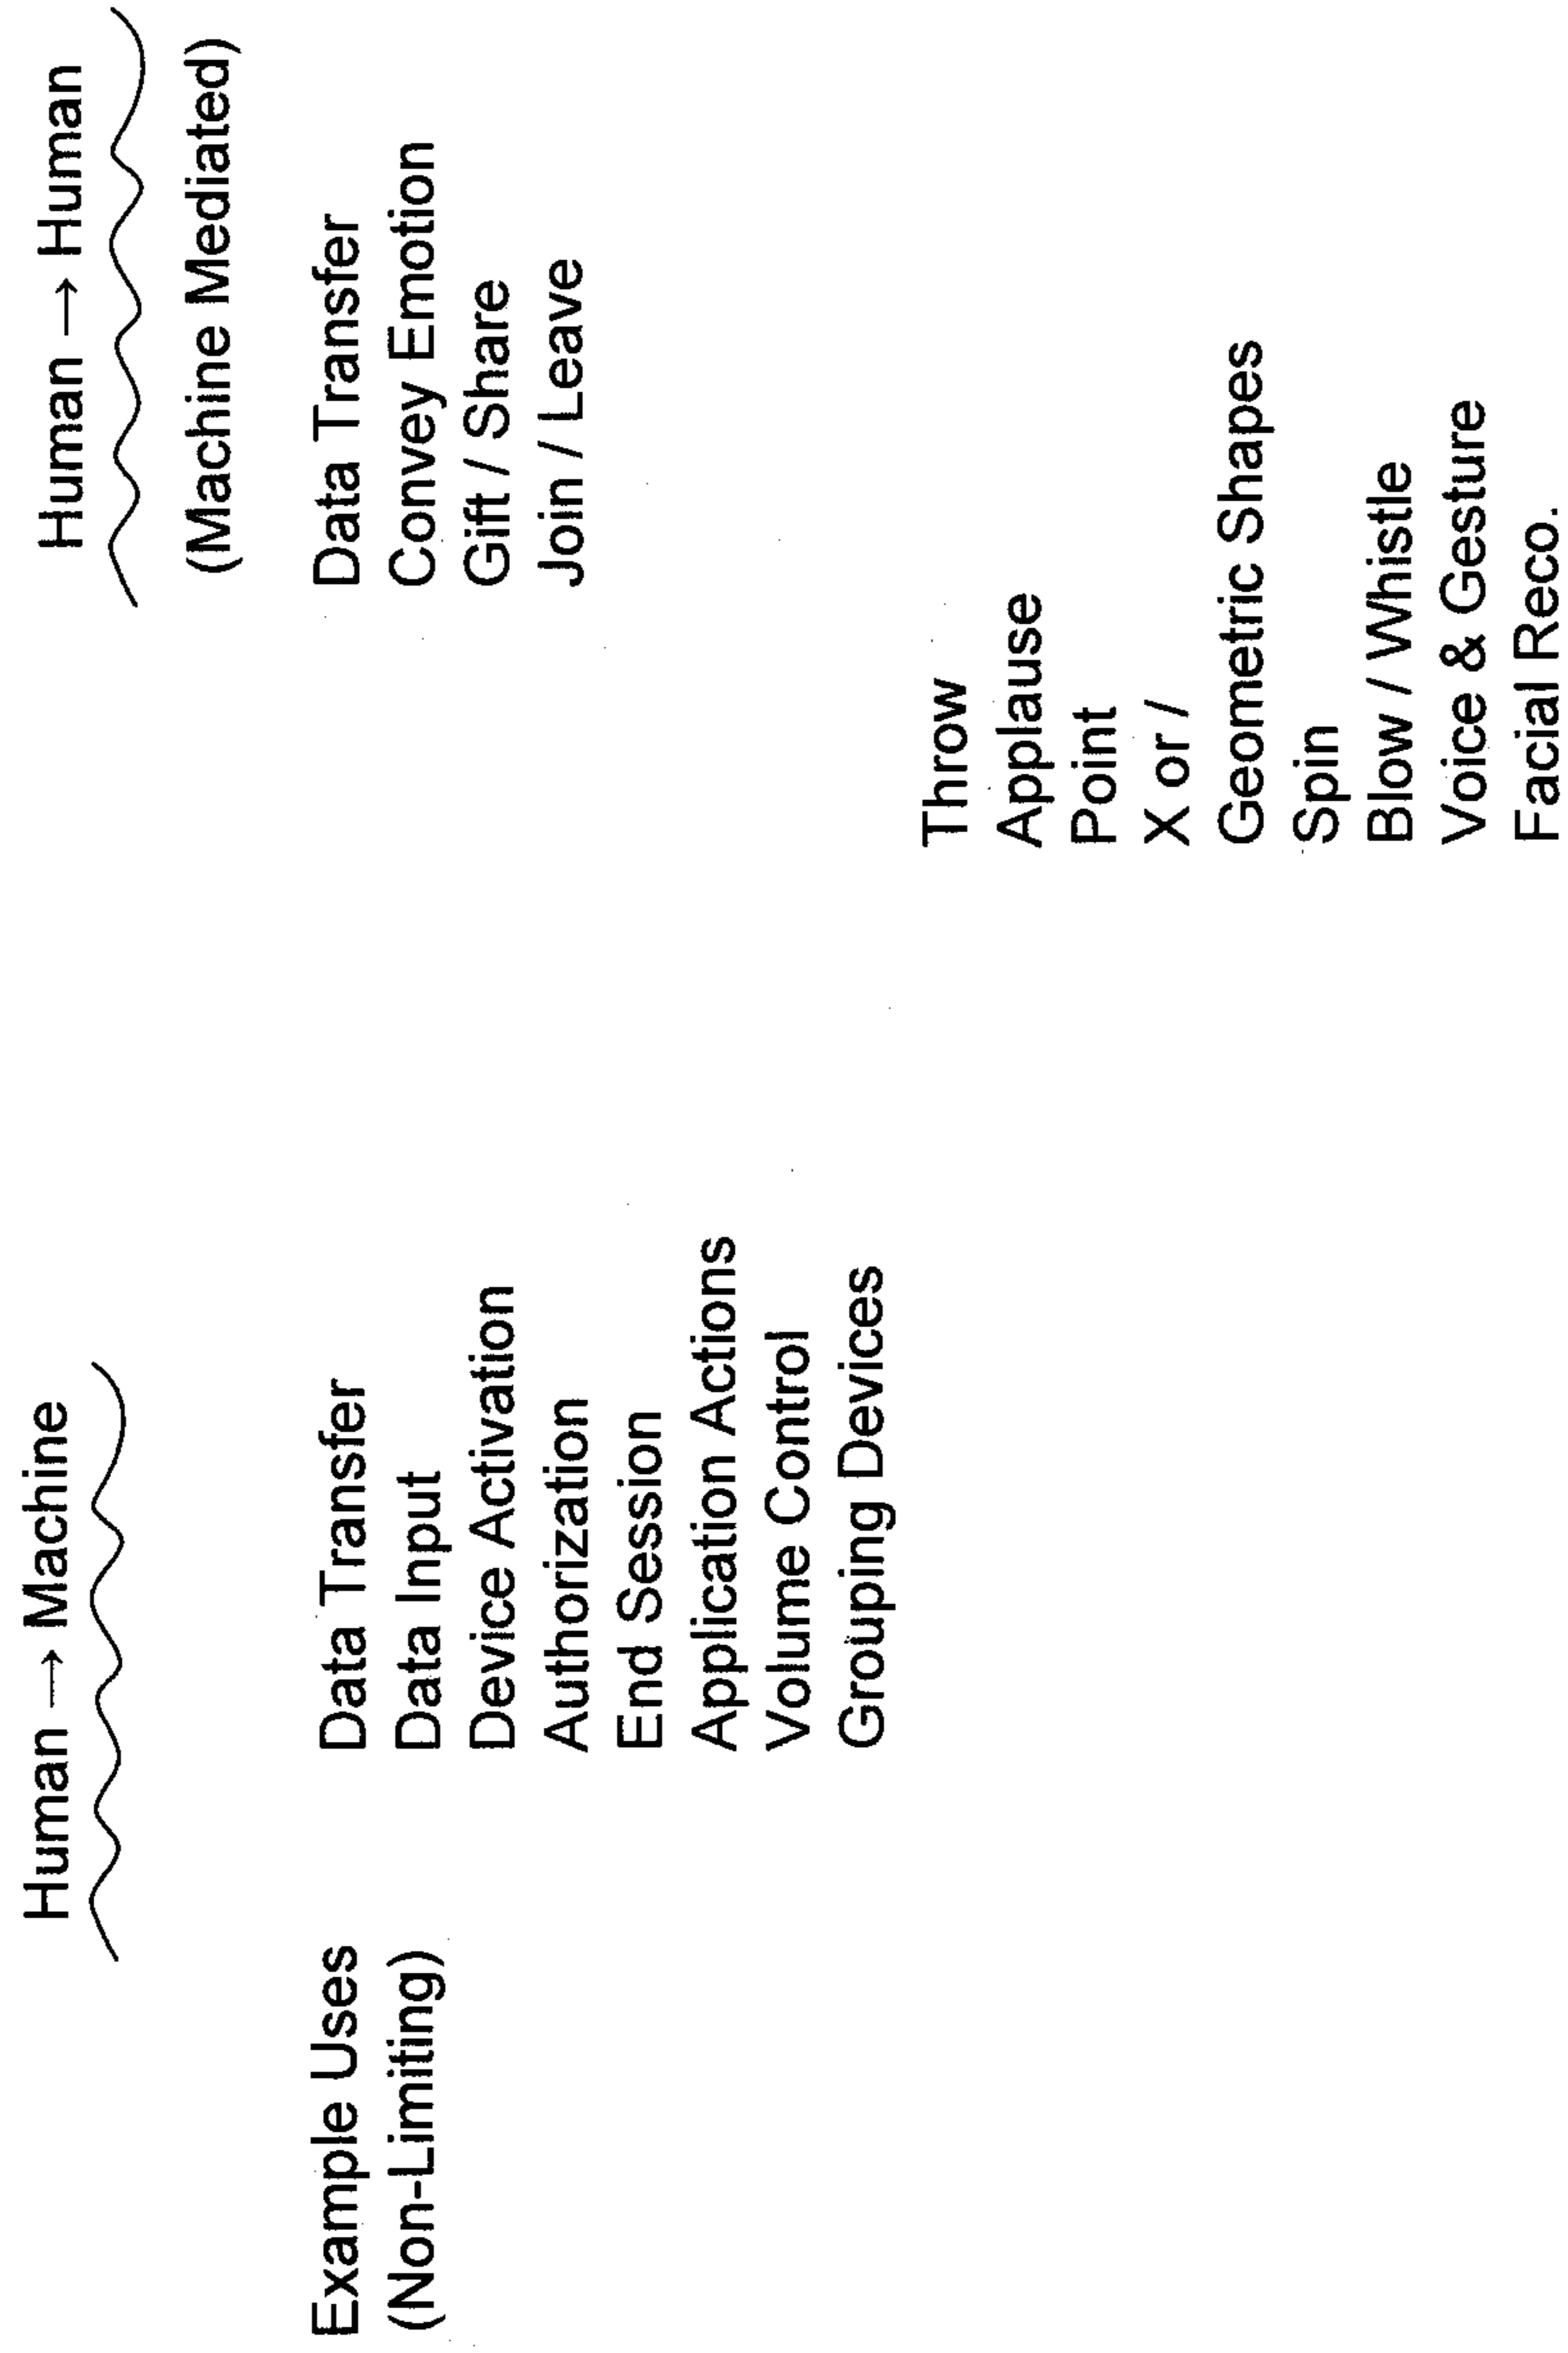 Human → Machine
Human → Human
(Machine Mediated)
Example Uses
(Non-Limiting)
Data Transfer
Data Input
Device Activation
Authorization
End Session
Application Actions
Volume Control
Grouping Devices
Data Transfer
Convey Emotion
Gift / Share
Join / Leave
Throw
Applause
Point
X or /
Geometric Shapes
Spin
Blow / Whistle
Voice & Gesture
Facial Reco.